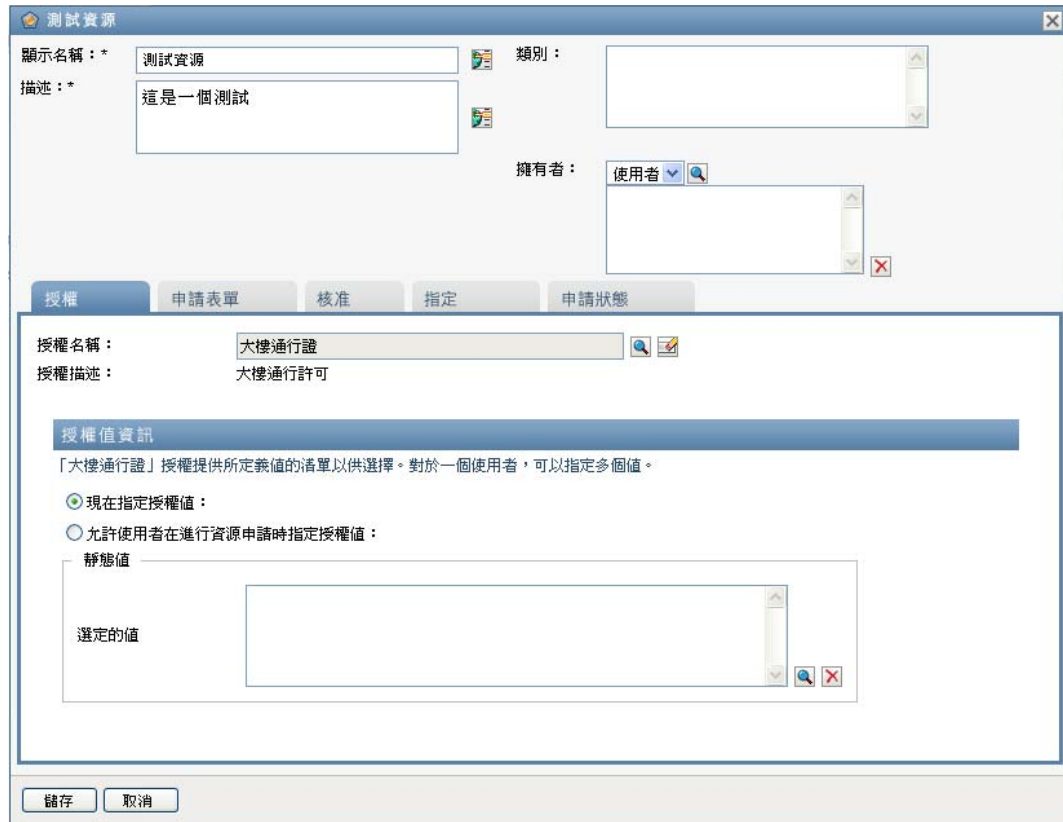 測試資源
顯示名稱：*
測試資源
類別：
描述：*
這是一個測試
擁有者：
使用者
授權
申請表單
核准
指定
申請狀態
授權名稱：
大樓通行證
授權描述：
大樓通行許可
授權值資訊
「大樓通行證」授權提供所定義值的清單以供選擇。對於一個使用者，可以指定多個值。
現在指定授權值：
允許使用者在進行資源申請時指定授權值：
靜態值
選定的值
儲存
取消